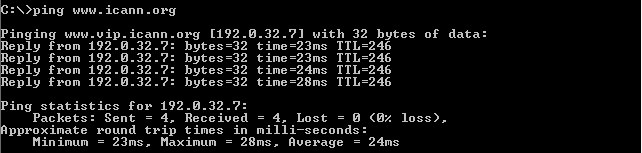 C:\>ping www.icann.org
Pinging www.vip.icann.org [192.0.32.7] with 32 bytes of data:
Reply from 192.0.32.7: bytes=32 time=23ms TTL=246
Reply from 192.0.32.7: bytes=32 time=23ms TTL=246
Reply from 192.0.32.7: bytes=32 time=24ms TTL=246
Reply from 192.0.32.7: bytes=32 time=28ms TTL=246
Ping statistics for 192.0.32.7:
Packets: Sent = 4, Received = 4, Lost = 0 (0% loss),
Approximate round trip times in milli-seconds:
Minimum = 23ms, Maximum = 28ms, Average = 24ms